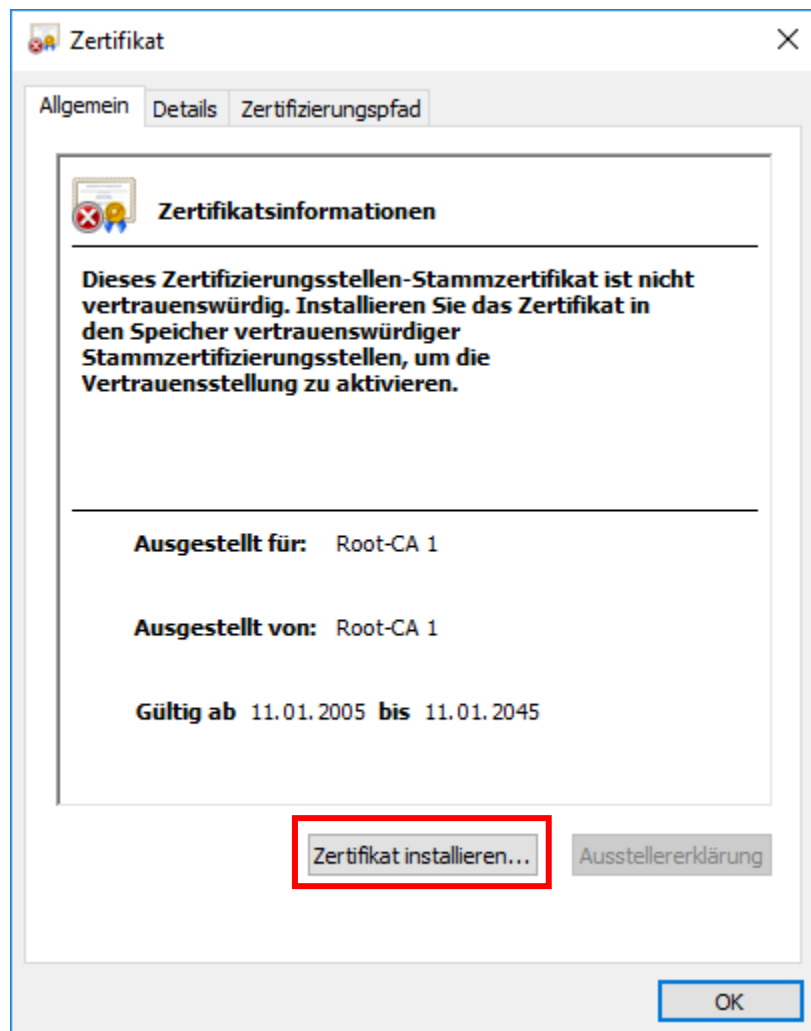 Zertifikat
Allgemein Details Zertifizierungspfad
Zertifikatsinformationen
Dieses Zertifizierungsstellen-Stammzertifikat ist nicht
vertrauenswürdig. Installieren Sie das Zertifikat in
den Speicher vertrauenswürdiger
Stammzertifizierungsstellen, um die
Vertrauensstellung zu aktivieren.
Ausgestellt für: Root-CA 1
Ausgestellt von: Root-CA 1
Gültig ab 11.01.2005 bis 11.01.2045
Zertifikat installieren... Ausstellererklärung
OK